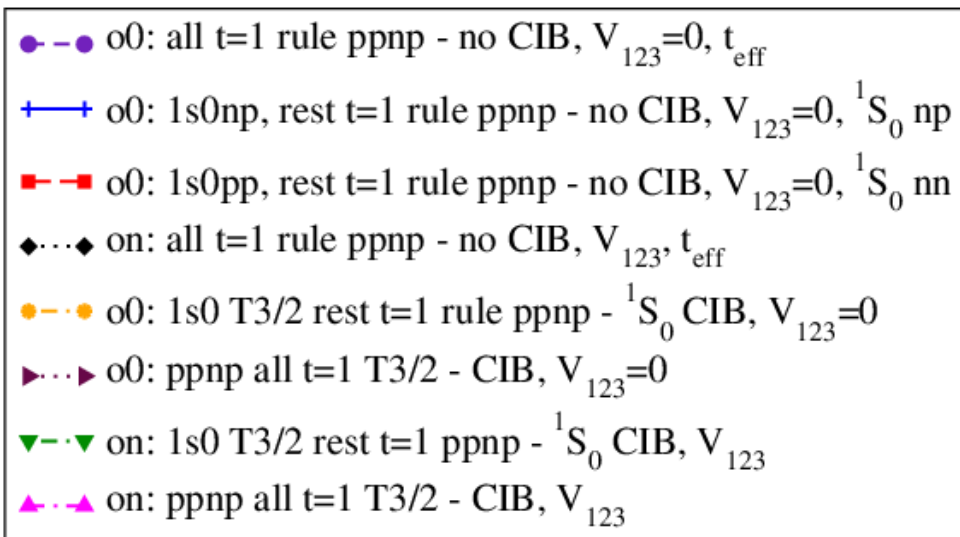 o0: all t=1 rule ppnp - no CIB, V₁₂₃=0, t_eff
o0: 1s0np, rest t=1 rule ppnp - no CIB, V₁₂₃=0, ¹S₀ np
o0: 1s0pp, rest t=1 rule ppnp - no CIB, V₁₂₃=0, ¹S₀ nn
on: all t=1 rule ppnp - no CIB, V₁₂₃, t_eff
o0: 1s0 T3/2 rest t=1 rule ppnp - ¹S₀ CIB, V₁₂₃=0
o0: ppnp all t=1 T3/2 - CIB, V₁₂₃=0
on: 1s0 T3/2 rest t=1 ppnp - ¹S₀ CIB, V₁₂₃
on: ppnp all t=1 T3/2 - CIB, V₁₂₃